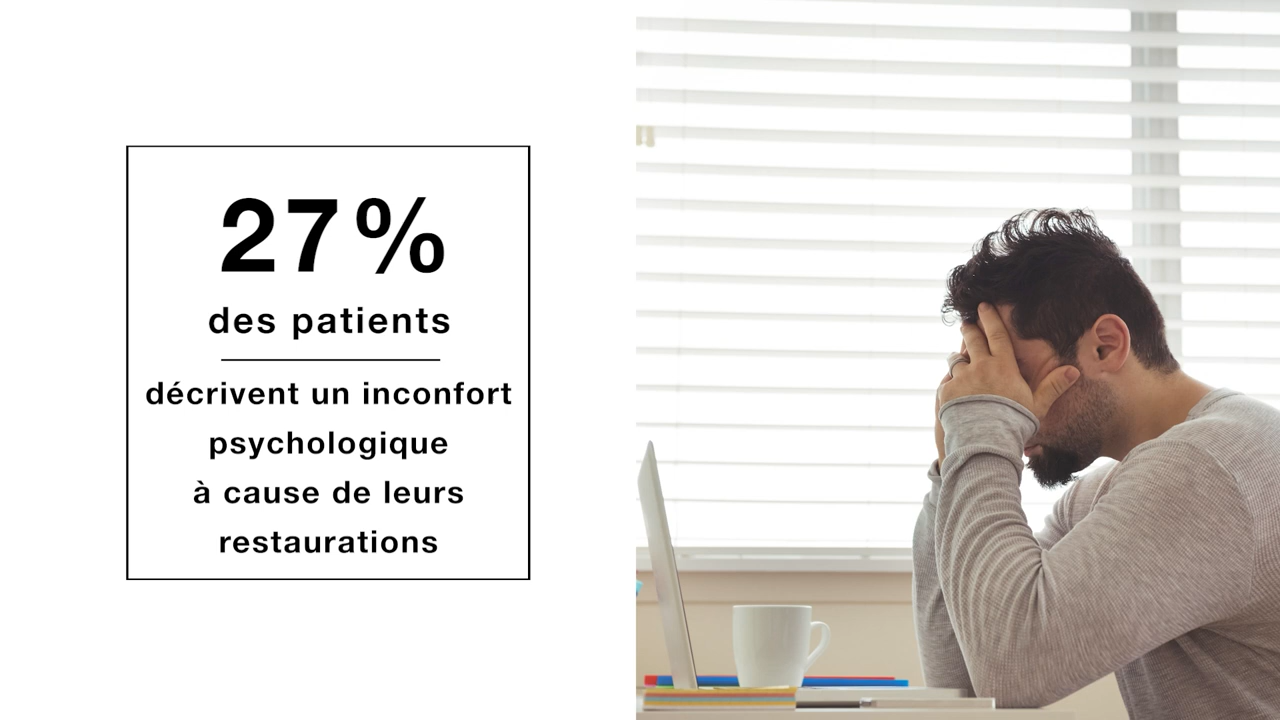 27 %
des patients
décrivent un inconfort
psychologique
à cause de leurs
restaurations